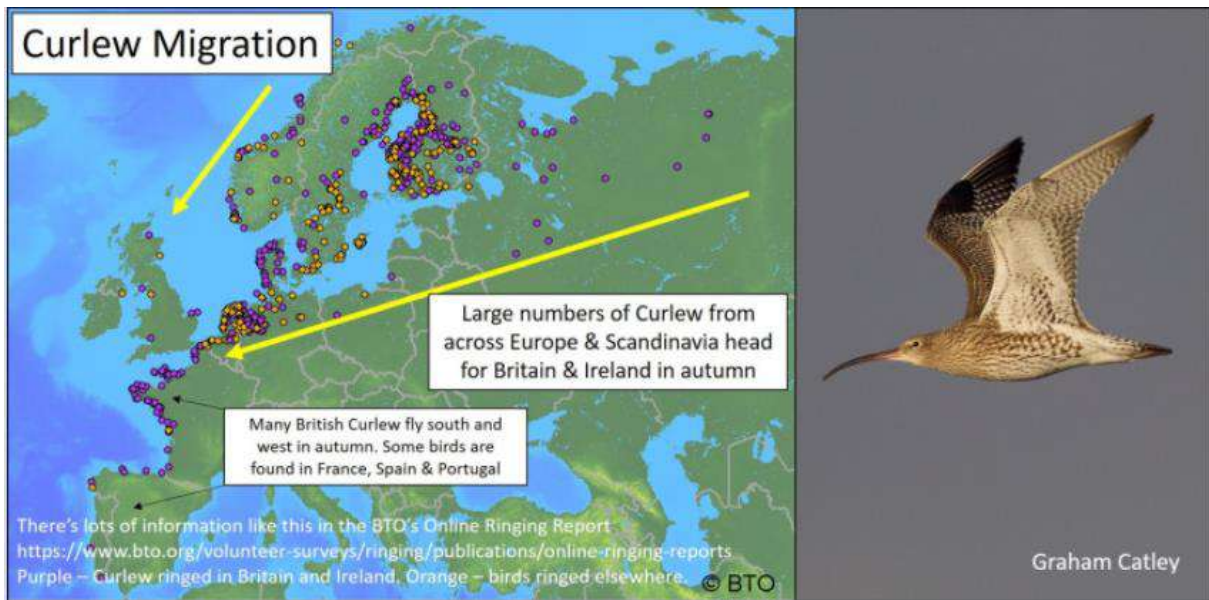 Curlew Migration
Large numbers of Curlew from
across Europe & Scandinavia head
for Britain & Ireland in autumn
Many British Curlew fly south and
west in autumn. Some birds are
found in France, Spain & Portugal
There's lots of information like this in the BTO's Online Ringing Report
https://www.bto.org/volunteer-surveys/ringing/publications/online-ringing-reports
Purple – Curlew ringed in Britain and Ireland. Orange – birds ringed elsewhere.
© BTO
Graham Catley